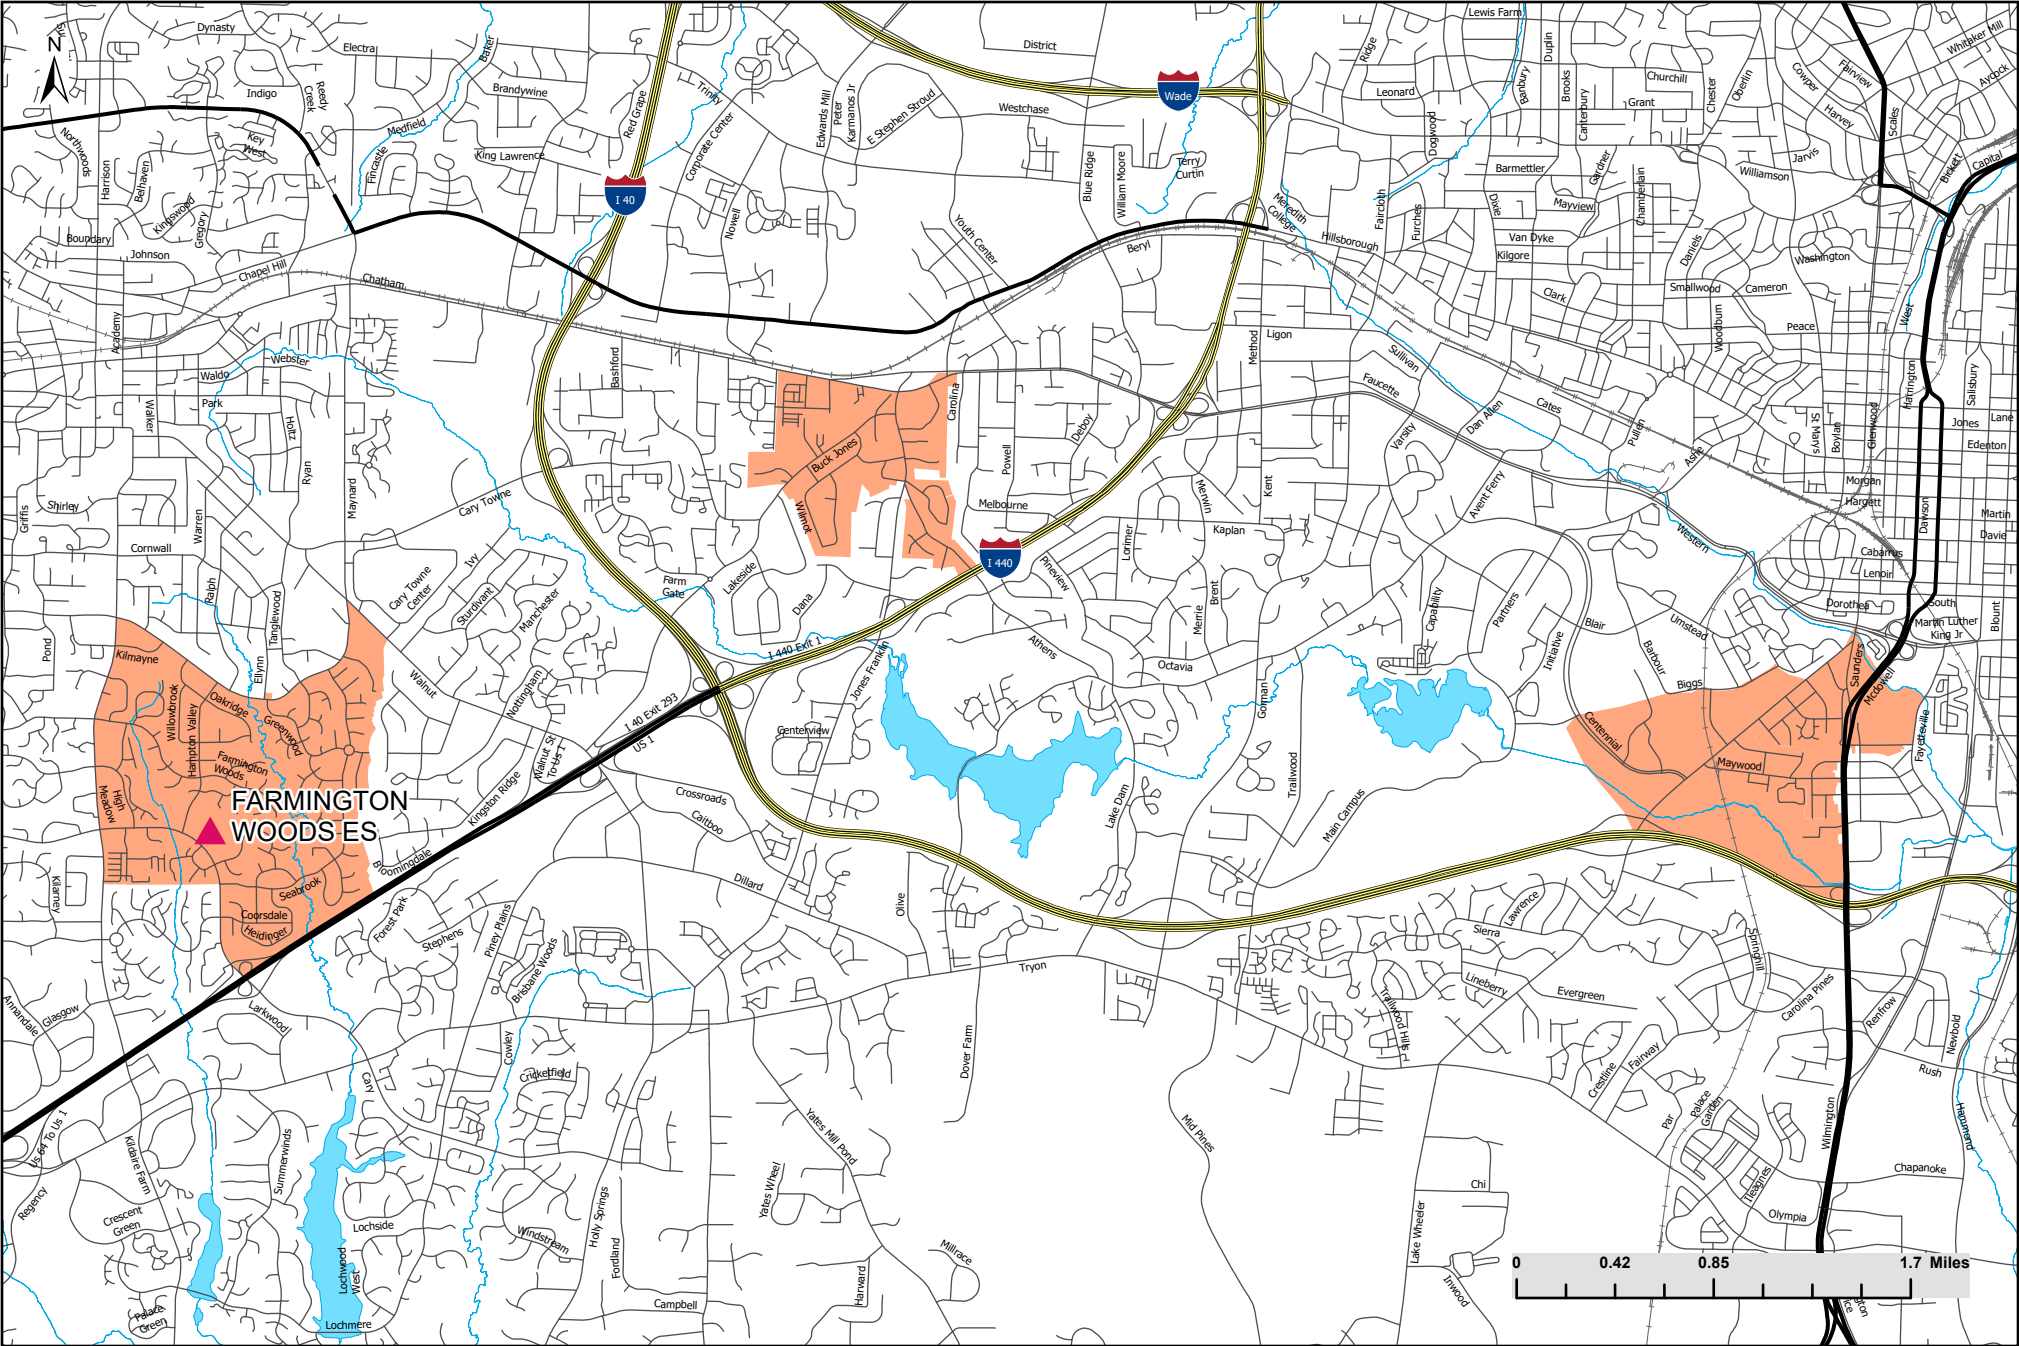 Dynasty
Lewis Farm
N
Electra
Baker
District
Ridge
Duplin
Whitaker Mill
Fairview
Aycock
Cowper
Indigo
Reedy
Creek
Brandywine
Trinity
Wade
Leonard
Banbury
Brooks
Churchill
Chester
Oberlin
Canterbury
Grant
Harvey
Scales
Red Grape
Edwards Mill
Peter
Karmanos Jr
E Stephen Stroud
Westchase
Corporate Center
Northwoods
Key
West
Medfield
Fincastle
King Lawrence
Dogwood
Jarvis
Bickett
Capital
Harrison
Belhaven
Kingswood
Gregory
Blue Ridge
William Moore
Terry
Curtin
Barmettler
Gardner
Chamberlain
Williamson
I 40
Nowell
Youth Center
Meredith
College
Faircloth
Furches
Dixie
Mayview
Boundary
Johnson
Beryl
Hillsborough
Van Dyke
Kilgore
Daniels
Washington
Chapel Hill
Chatham
Clark
Smallwood
Cameron
West
Academy
Method
Ligon
Woodburn
Peace
Webster
Waldo
Bashford
Sullivan
Faucette
Harrington
Salisbury
Park
Walker
Holtz
Carolina
Deboy
Varsity
Dan Allen
Cates
Pullen
Ashe
St Marys
Boylan
Glenwood
Lane
Jones
Edenton
Buck Jones
Ryan
Maynard
Powell
Shirley
Griffis
Warren
Cary Towne
Wilmot
Melbourne
Merwin
Kent
Avent Ferry
Morgan
Hargett
Dawson
Martin
Davie
Cornwall
Ivy
I 440
Lorimer
Kaplan
Western
Cabarrus
Lenoir
Ralph
Tanglewood
Cary Towne
Center
Sturdivant
Manchester
Farm
Gate
Lakeside
Dana
Pineview
Brent
Merrie
Capability
Partners
Dorothea
South
Martin Luther
King Jr
Blount
Pond
Kilmayne
Ellynn
I 440 Exit 1
Jones Franklin
Athens
Octavia
Initiative
Blair
Umstead
Barbour
Saunders
Walnut
Nottingham
Gorman
Biggs
Mcdowell
Willowbrook
Oakridge
Hampton Valley
Greenwood
I 40 Exit 293
US 1
Centerview
Centennial
Fayetteville
Farmington
Woods
Walnut St
To Us 1
Maywood
High
Meadow
FARMINGTON
WOODS ES
Kingston Ridge
Crossroads
Caitboo
Lake Dam
Trailwood
Main Campus
Bloomingdale
Kilarney
Seabrook
Dillard
Olive
Coorsdale
Heidinger
Forest Park
Stephens
Piney Plains
Brisbane Woods
Lawrence
Sierra
Springhill
Tryon
Lineberry
Evergreen
Carolina Pines
Annandale
Glasgow
Larkwood
Trailwood Hills
Renfrow
Newbold
Cowley
Dover Farm
Crestline
Fairway
Rush
Cary
Cricketfield
Palace
Garden
Par
Us 64 To Us 1
Kildaire Farm
Summerwinds
Yates Mill Pond
Mid Pines
Wilmington
Hammond
Chapanoke
Regency
Yates Wheel
Chi
Ileagnes
Crescent
Green
Lochside
Holly Springs
Windstream
Lake Wheeler
Olympia
Fordland
Millrace
Lochwood
West
Harward
Inwood
0 0.42 0.85 1.7 Miles
Palace
Green
Lochmere
Campbell